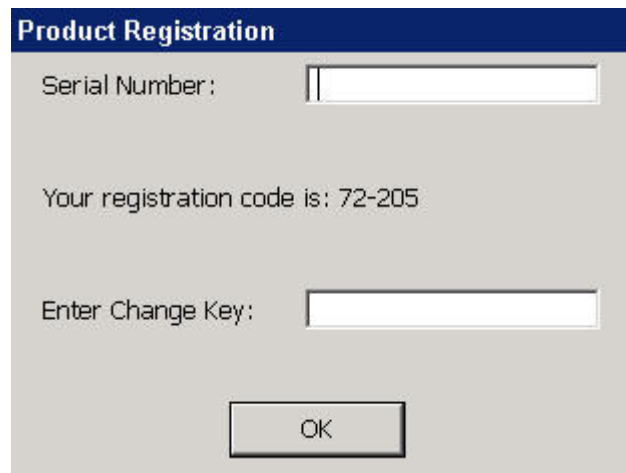 Product Registration
Serial Number:
Your registration code is: 72-205
Enter Change Key:
OK